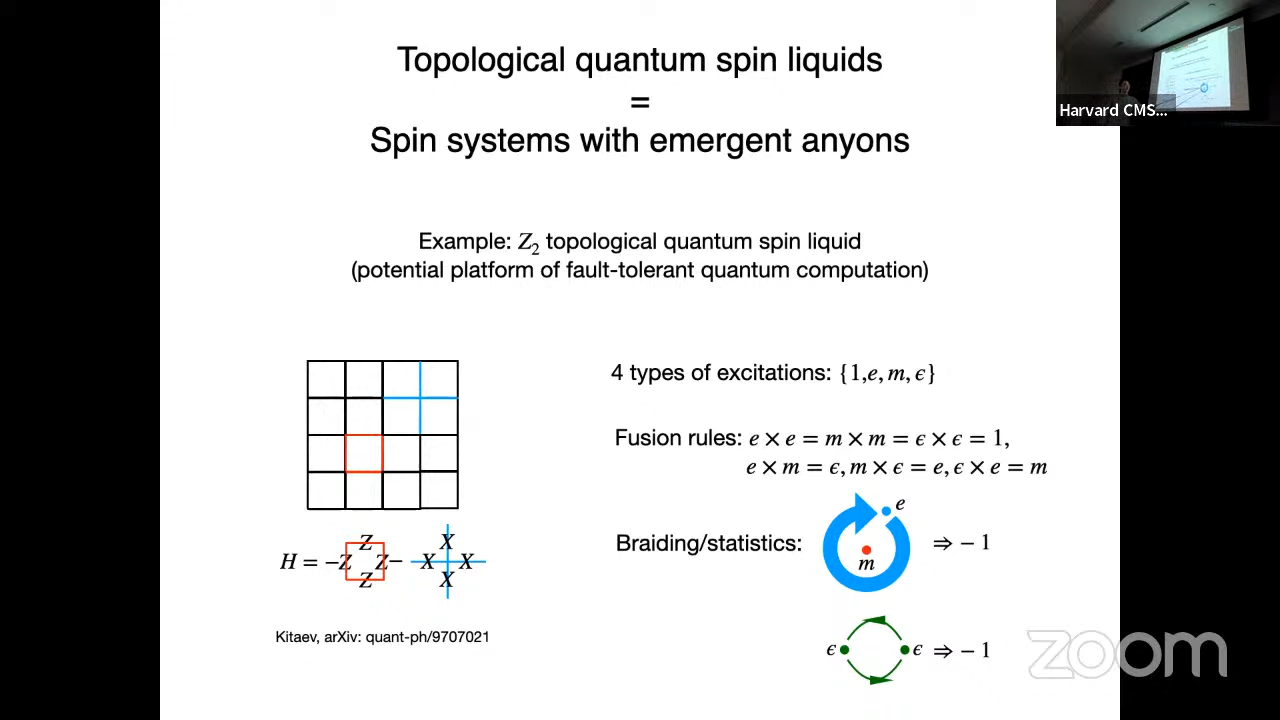 Topological quantum spin liquids
=
Spin systems with emergent anyons
Harvard CMS...
Example: Z₂ topological quantum spin liquid
(potential platform of fault-tolerant quantum computation)
4 types of excitations: {1,e, m, ϵ}
Fusion rules: e × e = m × m = ϵ × ϵ = 1,
e × m = ϵ, m × ϵ = e, ϵ × e = m
Braiding/statistics:
e
m
⇒ − 1
H = −
Z
Z Z
Z
−
X
X X
X
Kitaev, arXiv: quant-ph/9707021
ϵ ϵ ⇒ − 1
zoom